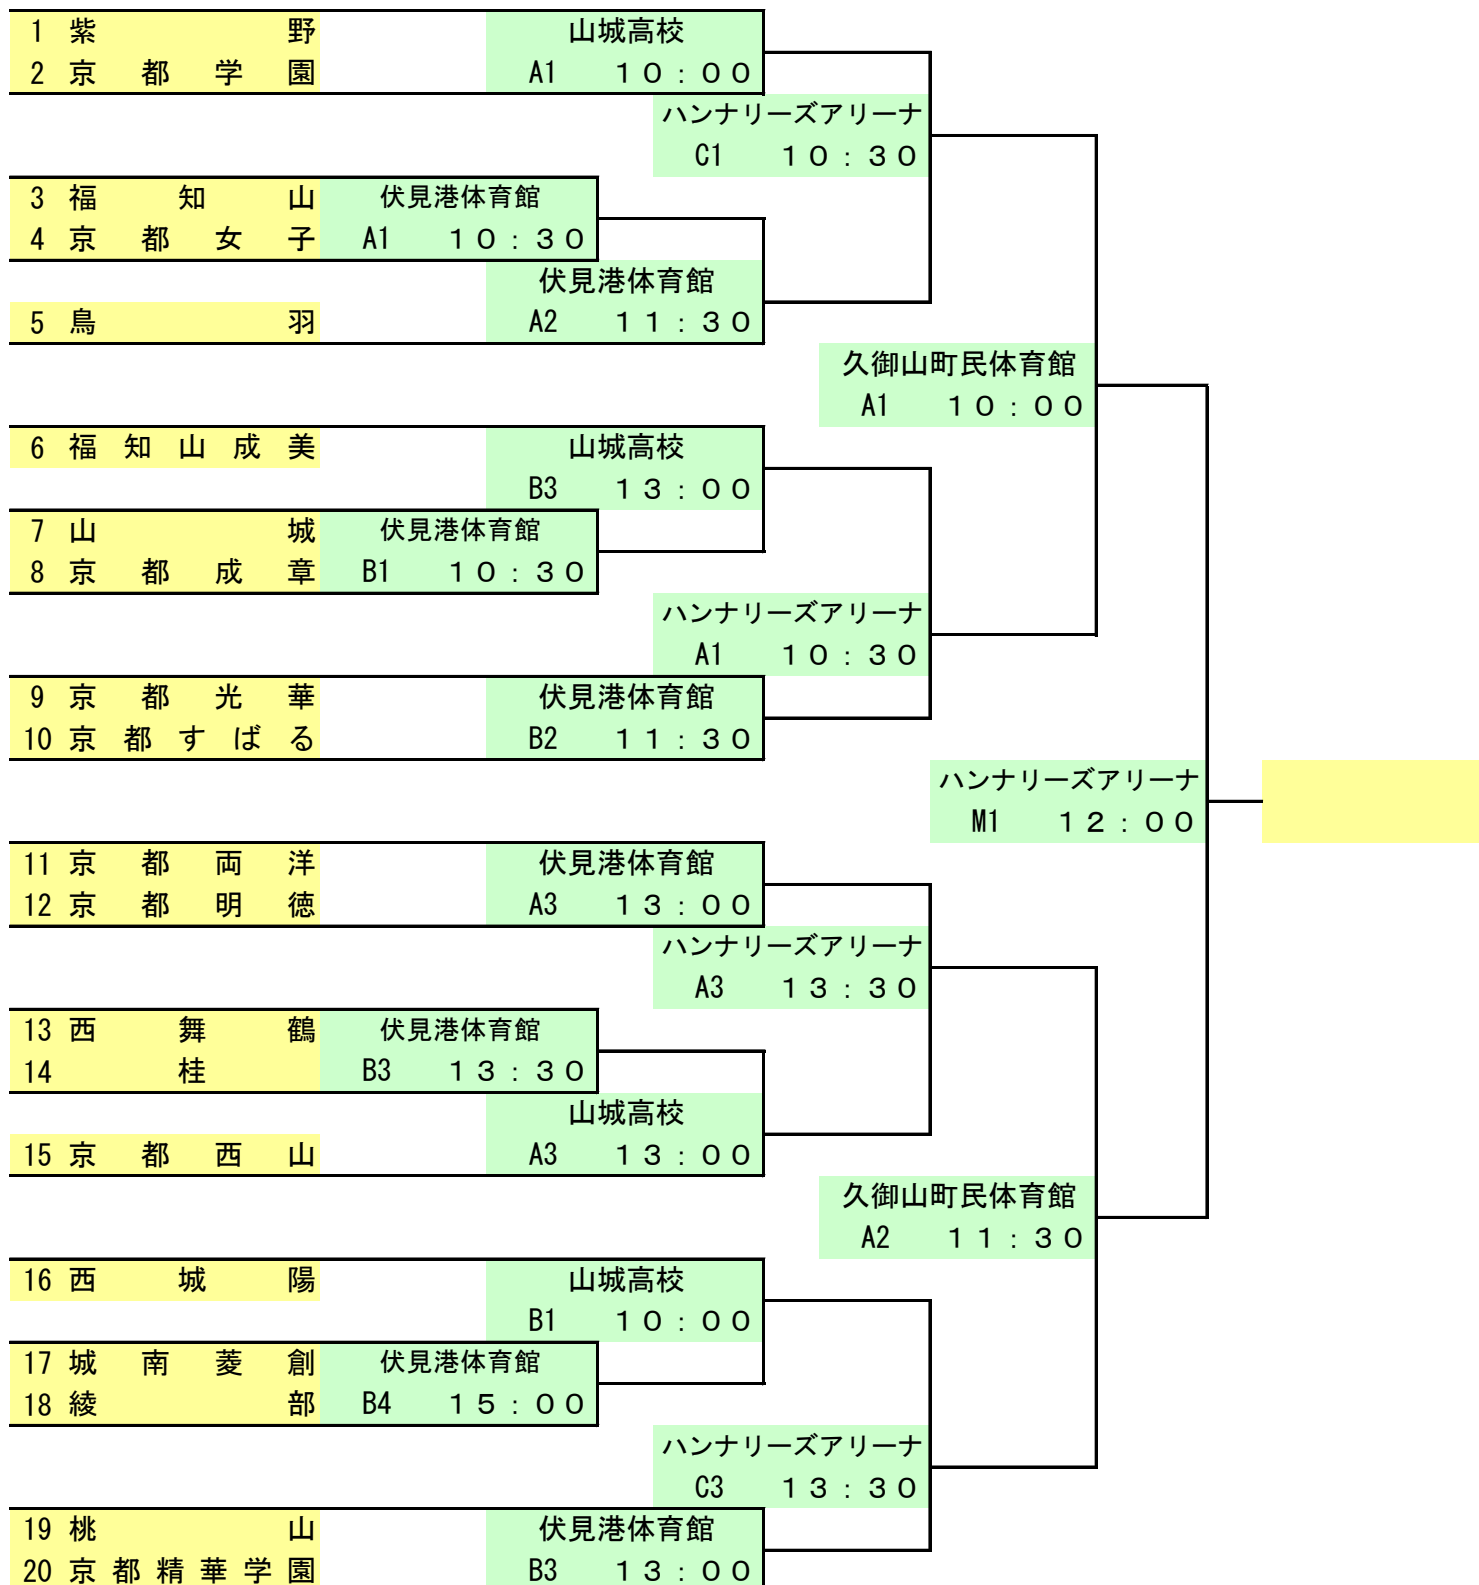 1 紫野 山城高校
2 京都学園 A1 10:00
ハンナリーズアリーナ
C1 10:30
3 福知山 伏見港体育館
4 京都女子 A1 10:30
伏見港体育館
5 鳥羽 A2 11:30
久御山町民体育館
A1 10:00
6 福知山成美 山城高校
B3 13:00
7 山城 伏見港体育館
8 京都成章 B1 10:30
ハンナリーズアリーナ
A1 10:30
9 京都光華 伏見港体育館
10 京都すばる B2 11:30
ハンナリーズアリーナ
M1 12:00
11 京都両洋 伏見港体育館
12 京都明徳 A3 13:00
ハンナリーズアリーナ
A3 13:30
13 西舞鶴 伏見港体育館
14 桂 B3 13:30
山城高校
15 京都西山 A3 13:00
久御山町民体育館
A2 11:30
16 西城陽 山城高校
B1 10:00
17 城南菱創 伏見港体育館
18 綾部 B4 15:00
ハンナリーズアリーナ
C3 13:30
19 桃山 伏見港体育館
20 京都精華学園 B3 13:00